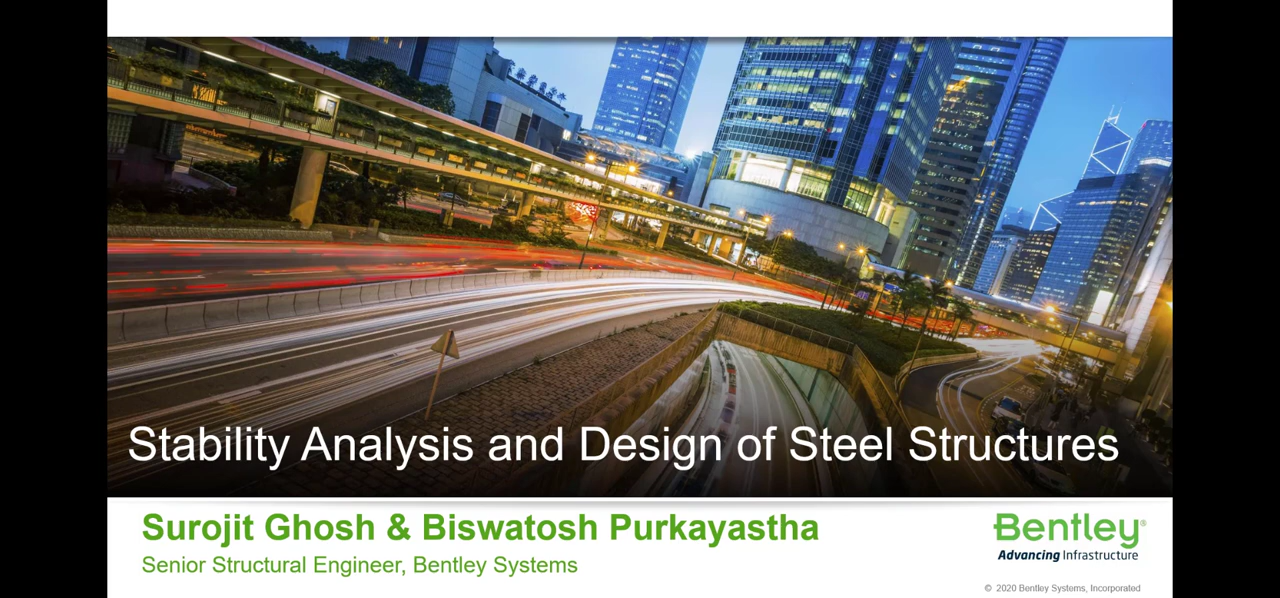 Stability Analysis and Design of Steel Structures
Surojit Ghosh & Biswatosh Purkayastha
Senior Structural Engineer, Bentley Systems
Bentley®
Advancing Infrastructure
© 2020 Bentley Systems, Incorporated